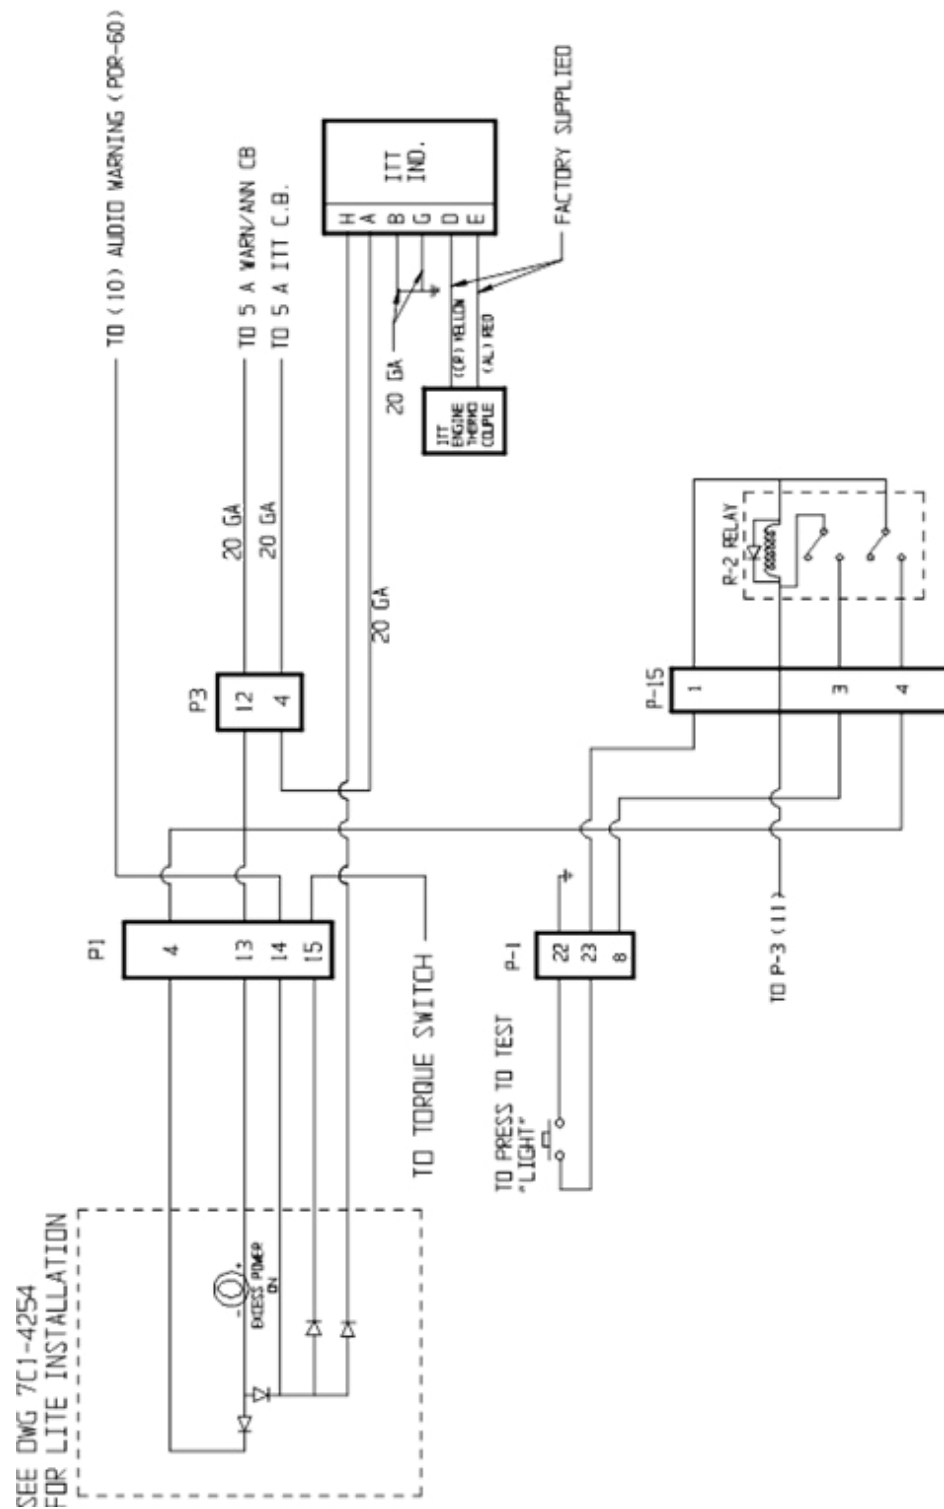 SEE DWG 7C1-4254
FOR LITE INSTALLATION
EXCESS POWER
ON
-
+
P1
4
13
14
15
TO TORQUE SWITCH
TO (10) AUDIO WARNING (PDR-60)
P3
12
4
20 GA
20 GA
TO 5 A WARN/ANN CB
TO 5 A ITT C.B.
20 GA
ITT
IND.
H
A
B
G
D
E
20 GA
(CR) YELLOW
(AL) RED
ITT
ENGINE
THERMO
COUPLE
FACTORY SUPPLIED
TO PRESS TO TEST
"LIGHT"
P-1
22
23
8
TO P-3 (11)
P-15
1
3
4
R-2 RELAY